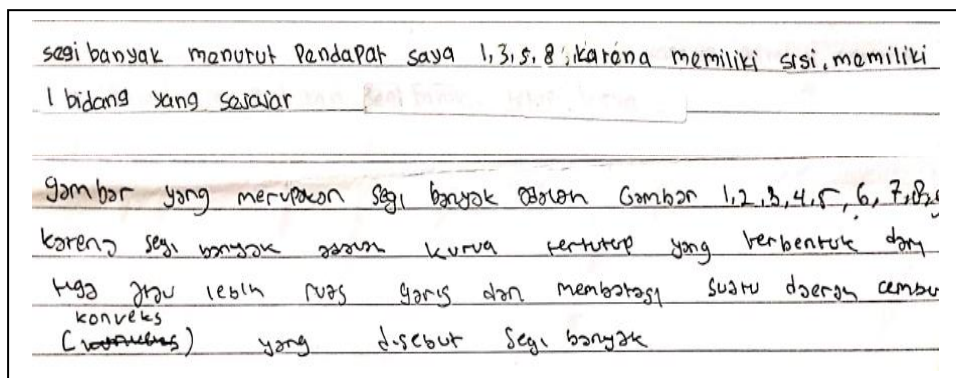 segi banyak menurut Pendapat saya 1,3,5,8, karena memiliki sisi, memiliki
1 bidang yang sejajar
gambar yang merupakan segi banyak adalah Gambar 1,2,3,4,5,6,7,8,
karena segi banyak adalah kurva tertutup yang terbentuk dari
tiga atau lebih ruas garis dan membatasi suatu daerah cembu
konveks
( ) yang disebut segi banyak